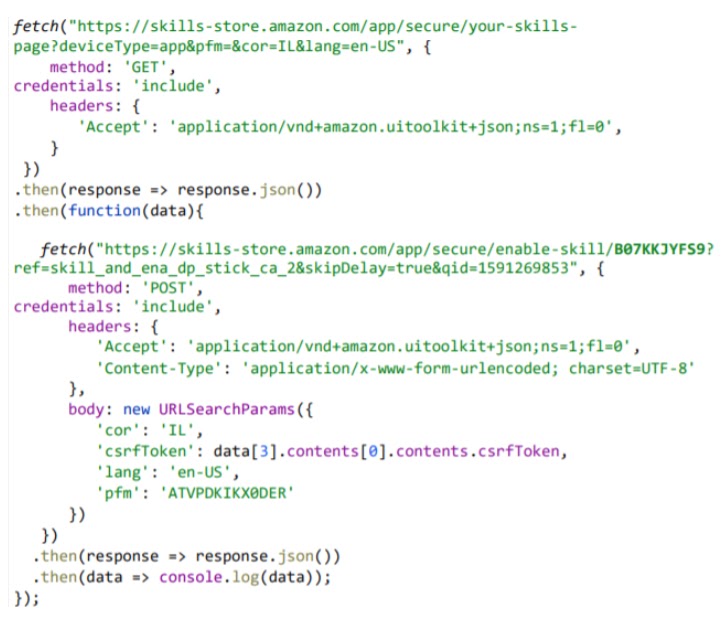 fetch("https://skills-store.amazon.com/app/secure/your-skills-
page?deviceType=app&pfm=&cor=IL&lang=en-US", {
    method: 'GET',
credentials: 'include',
    headers: {
       'Accept': 'application/vnd+amazon.uitoolkit+json;ns=1;fl=0',
    }
 })
.then(response => response.json())
.then(function(data){
   fetch("https://skills-store.amazon.com/app/secure/enable-skill/B07KKJYFS9?
ref=skill_and_ena_dp_stick_ca_2&skipDelay=true&qid=1591269853", {
      method: 'POST',
credentials: 'include',
      headers: {
         'Accept': 'application/vnd+amazon.uitoolkit+json;ns=1;fl=0',
         'Content-Type': 'application/x-www-form-urlencoded; charset=UTF-8'
      },
      body: new URLSearchParams({
         'cor': 'IL',
         'csrfToken': data[3].contents[0].contents.csrfToken,
         'lang': 'en-US',
         'pfm': 'ATVPDKIKX0DER'
      })
   })
  .then(response => response.json())
  .then(data => console.log(data));
});